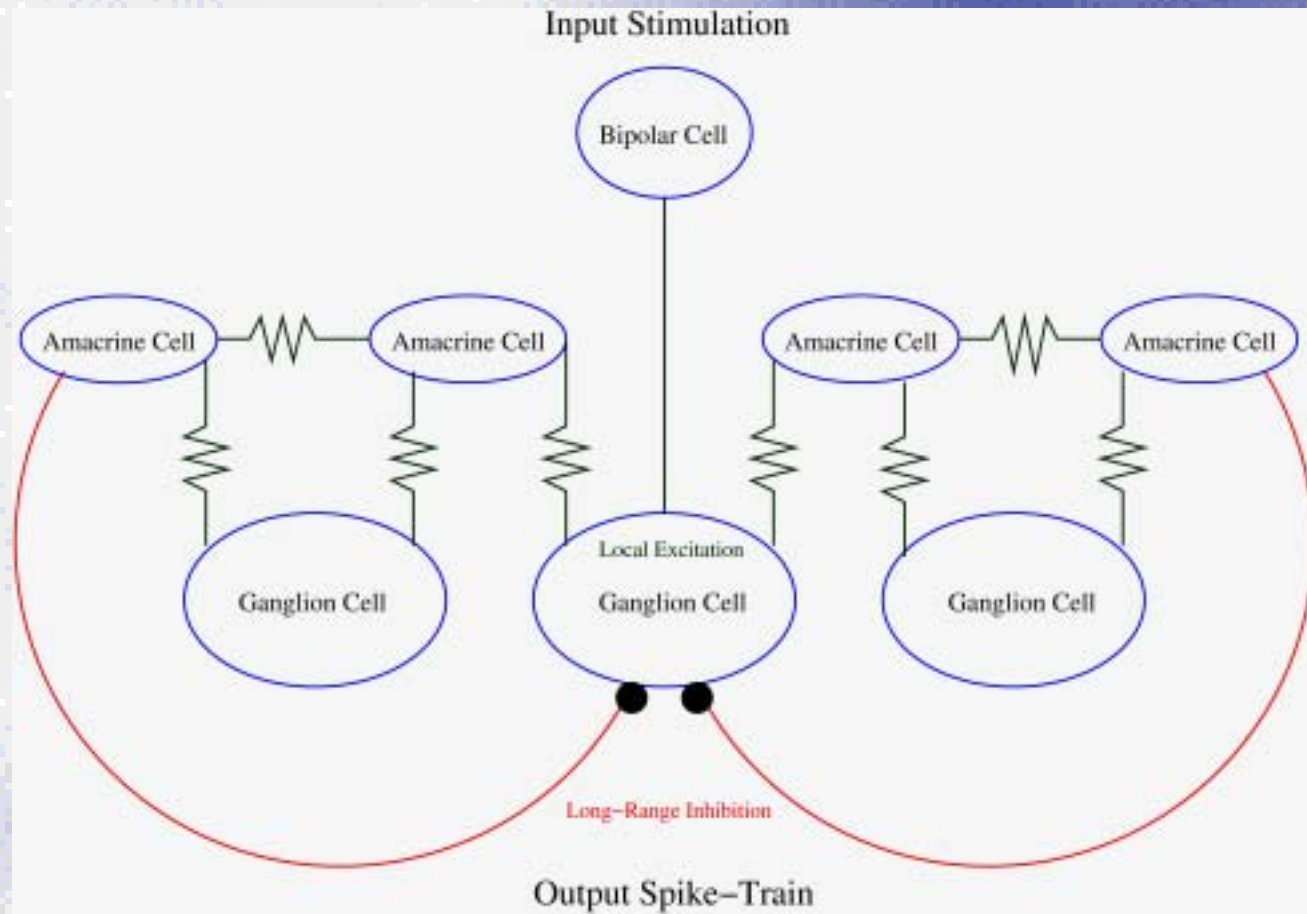 Input Stimulation
Bipolar Cell
Amacrine Cell
Amacrine Cell
Amacrine Cell
Amacrine Cell
Local Excitation
Ganglion Cell
Ganglion Cell
Ganglion Cell
Long-Range Inhibition
Output Spike-Train